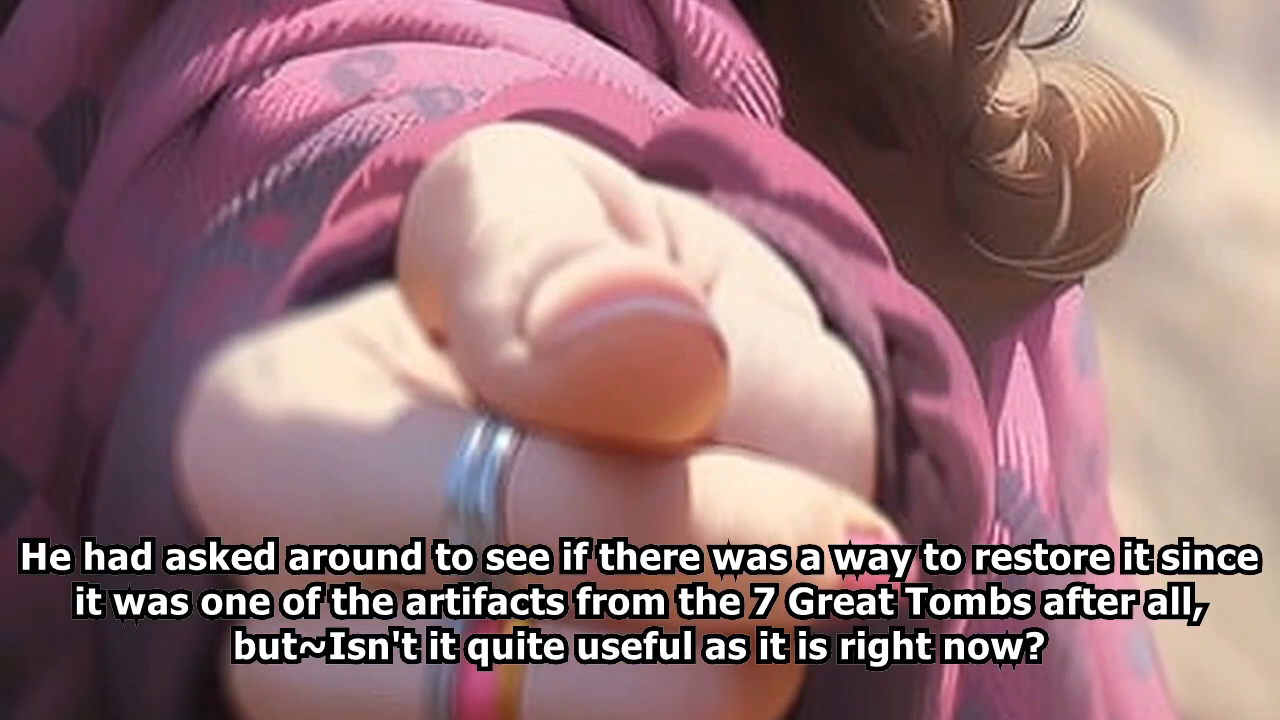 He had asked around to see if there was a way to restore it since
it was one of the artifacts from the 7 Great Tombs after all,
but~Isn't it quite useful as it is right now?